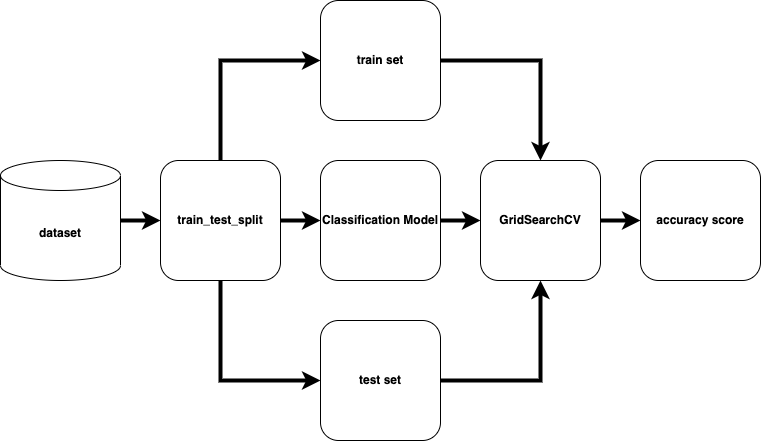 train set
dataset
train_test_split
Classification Model
GridSearchCV
accuracy score
test set